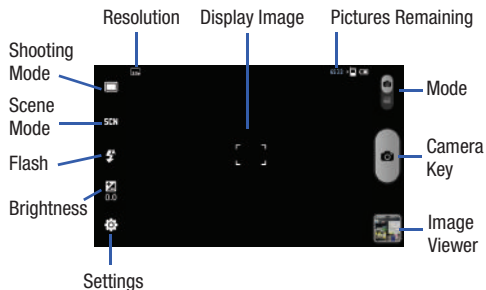 Resolution
Display Image
Pictures Remaining
Shooting
Mode
Scene
Mode
SCN
Flash
Brightness
0.0
Settings
Mode
Camera
Key
Image
Viewer